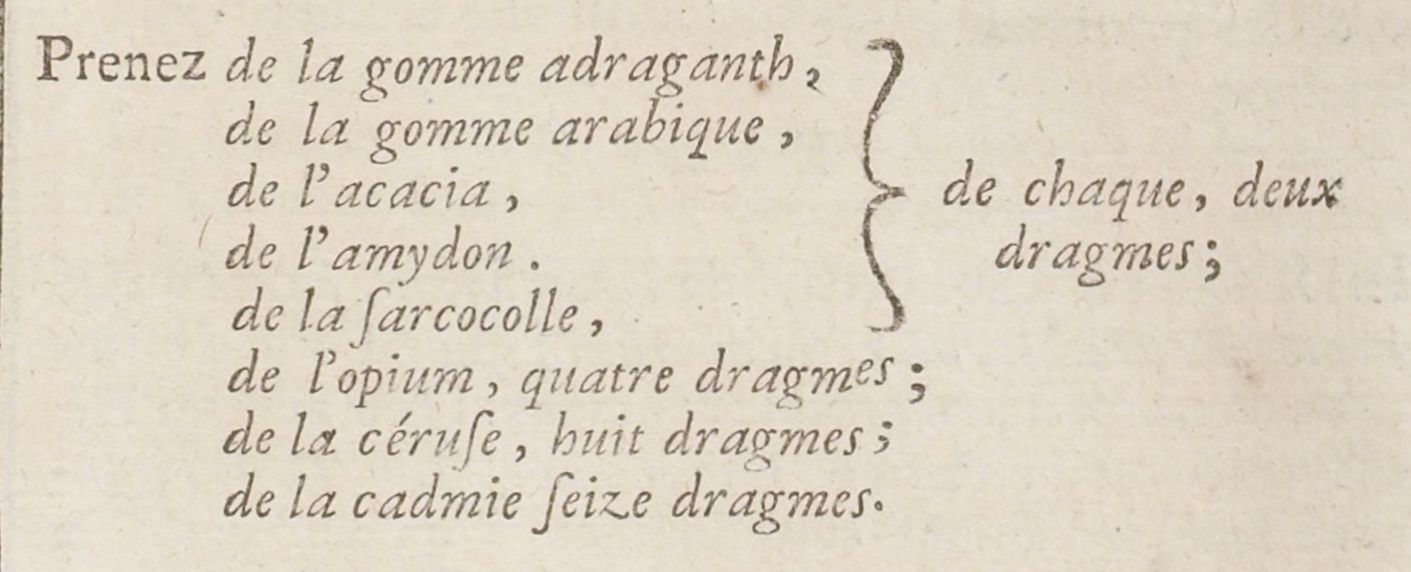 Prenez de la gomme adraganth,
de la gomme arabique,
de l'acacia,
de l'amydon.
de la ſarcocolle,
de chaque, deux
dragmes;
de l'opium, quatre dragmes;
de la céruſe, huit dragmes;
de la cadmie ſeize dragmes.